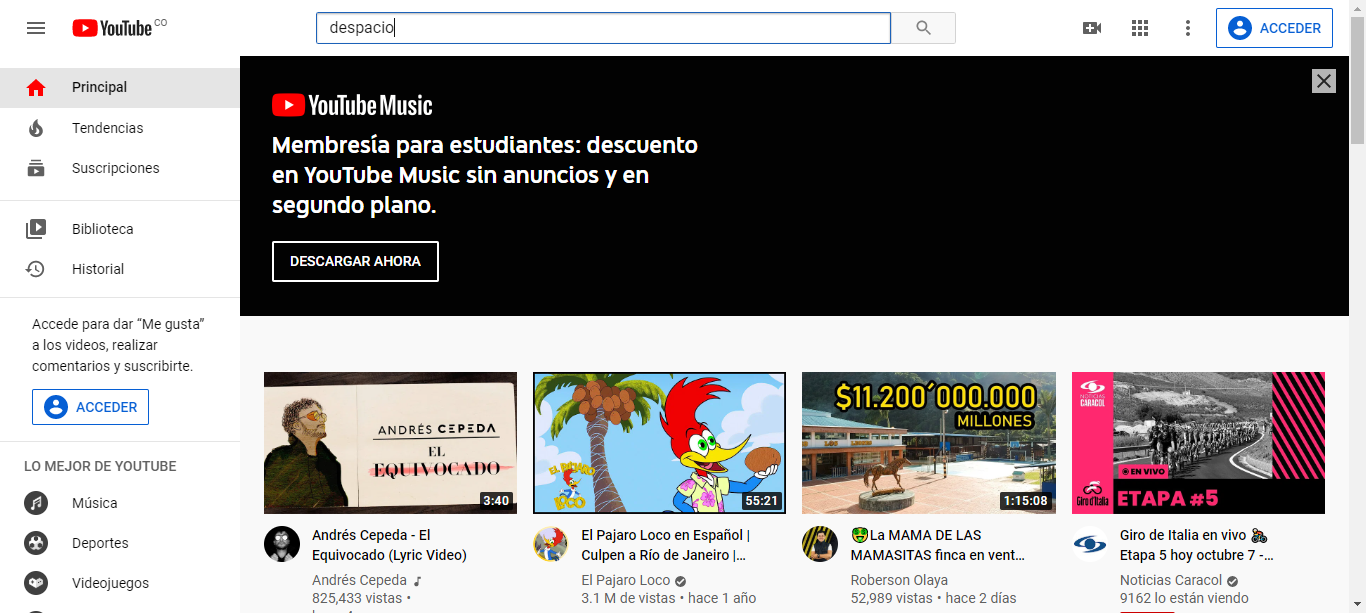 YouTube CO
despacio
ACCEDER
Principal
Tendencias
Suscripciones
Biblioteca
Historial
Accede para dar “Me gusta”
a los videos, realizar
comentarios y suscribirte.
ACCEDER
LO MEJOR DE YOUTUBE
Música
Deportes
Videojuegos
YouTube Music
Membresía para estudiantes: descuento
en YouTube Music sin anuncios y en
segundo plano.
DESCARGAR AHORA
ANDRÉS CEPEDA
EL
EQUIVOCADO
3:40
Andrés Cepeda - El
Equivocado (Lyric Video)
Andrés Cepeda
825,433 vistas •
EL PAJARO
LOCO
55:21
El Pajaro Loco en Español |
Culpen a Río de Janeiro |...
El Pajaro Loco
3.1 M de vistas • hace 1 año
$11.200´000.000
MILLONES
1:15:08
🤑La MAMA DE LAS
MAMASITAS finca en vent...
Roberson Olaya
52,989 vistas • hace 2 días
NOTICIAS
CARACOL
EN VIVO
Giro d'Italia
ETAPA #5
Giro de Italia en vivo 🚴
Etapa 5 hoy octubre 7 -...
Noticias Caracol
9162 lo están viendo